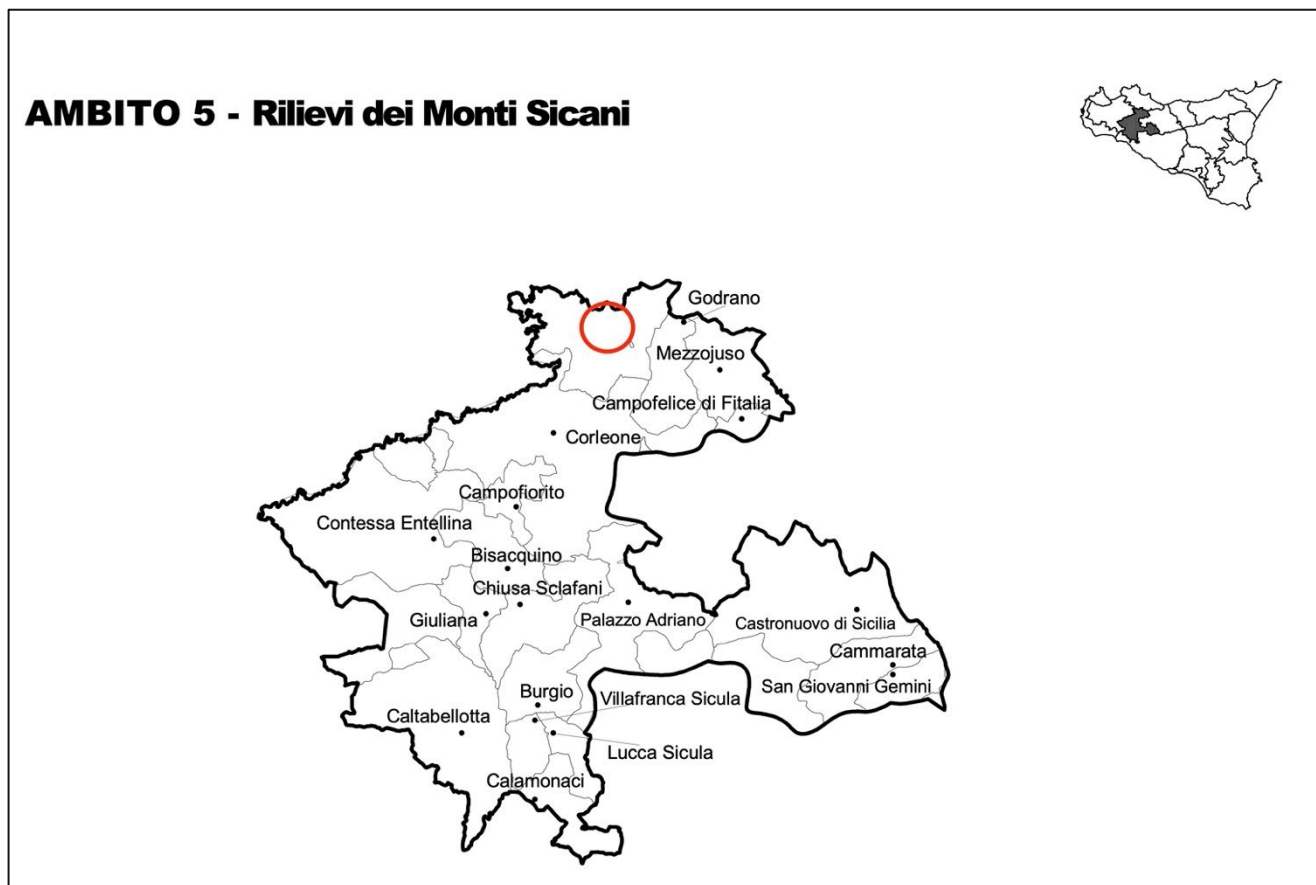 AMBITO 5 - Rilievi dei Monti Sicani
Godrano
Mezzojuso
Campofelice di Fitalia
Corleone
Campofiorito
Contessa Entellina
Bisacquino
Chiusa Sclafani
Giuliana
Palazzo Adriano
Castronuovo di Sicilia
Cammarata
San Giovanni Gemini
Burgio
Villafranca Sicula
Caltabellotta
Lucca Sicula
Calamonaci